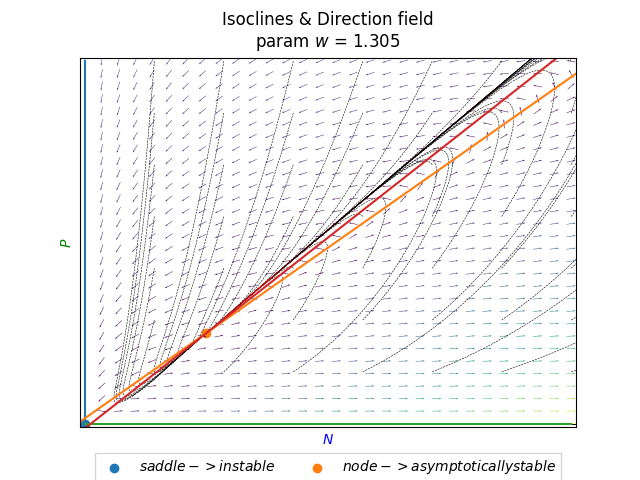 Isoclines & Direction field
param w = 1.305
P
N
saddle -> instable
node -> asymptoticallystable